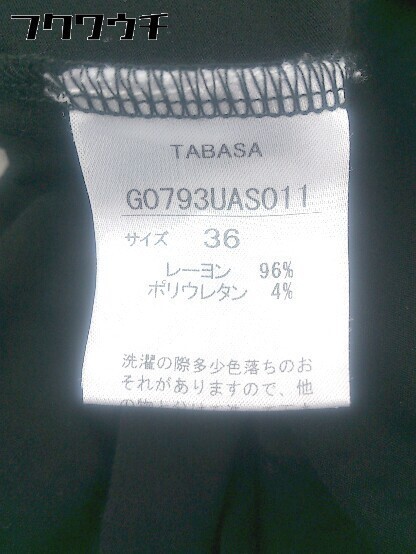 フクワウチ
TABASA
G0793UAS011
サイズ 36
レーヨン 96%
ポリウレタン 4%
洗濯の際多少色落ちのお
それがありますので、他